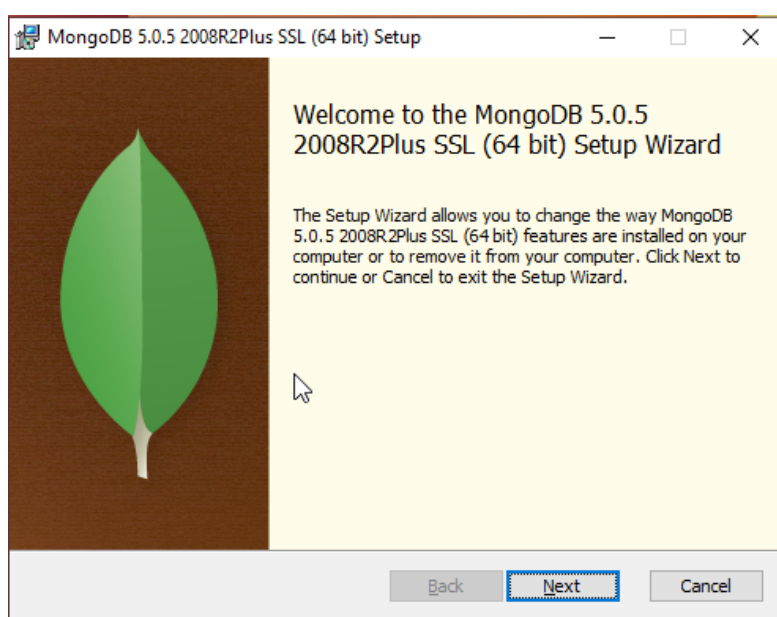 MongoDB 5.0.5 2008R2Plus SSL (64 bit) Setup
Welcome to the MongoDB 5.0.5
2008R2Plus SSL (64 bit) Setup Wizard
The Setup Wizard allows you to change the way MongoDB
5.0.5 2008R2Plus SSL (64 bit) features are installed on your
computer or to remove it from your computer. Click Next to
continue or Cancel to exit the Setup Wizard.
Back Next Cancel